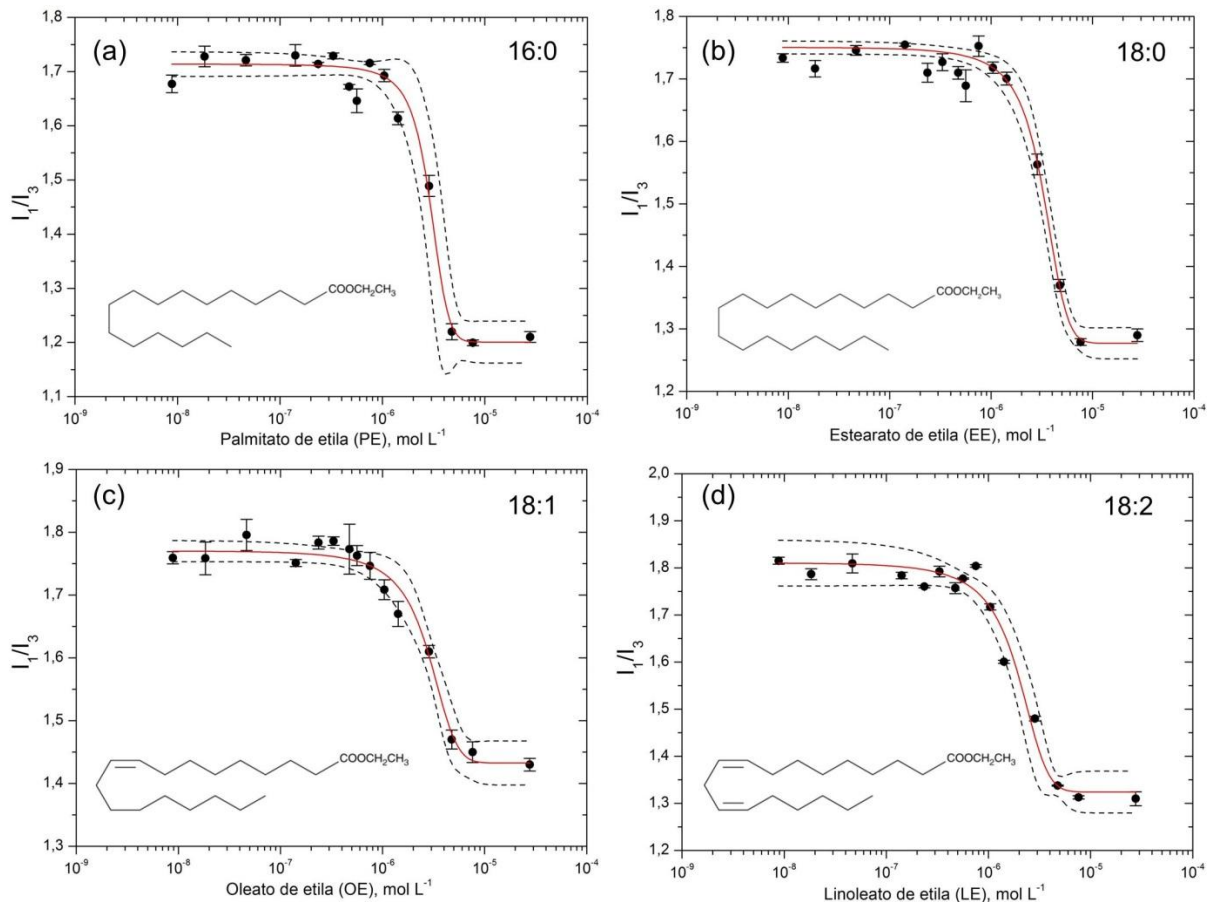 (a)
16:0
1,8
1,7
1,6
1,5
1,4
1,3
1,2
1,1
I₁/I₃
COOCH₂CH₃
10⁻⁹ 10⁻⁸ 10⁻⁷ 10⁻⁶ 10⁻⁵ 10⁻⁴
Palmitato de etila (PE), mol L⁻¹
(b)
18:0
1,8
1,7
1,6
1,5
1,4
1,3
1,2
I₁/I₃
COOCH₂CH₃
10⁻⁹ 10⁻⁸ 10⁻⁷ 10⁻⁶ 10⁻⁵ 10⁻⁴
Estearato de etila (EE), mol L⁻¹
(c)
18:1
1,9
1,8
1,7
1,6
1,5
1,4
1,3
I₁/I₃
COOCH₂CH₃
10⁻⁹ 10⁻⁸ 10⁻⁷ 10⁻⁶ 10⁻⁵ 10⁻⁴
Oleato de etila (OE), mol L⁻¹
(d)
18:2
2,0
1,9
1,8
1,7
1,6
1,5
1,4
1,3
1,2
I₁/I₃
COOCH₂CH₃
10⁻⁹ 10⁻⁸ 10⁻⁷ 10⁻⁶ 10⁻⁵ 10⁻⁴
Linoleato de etila (LE), mol L⁻¹